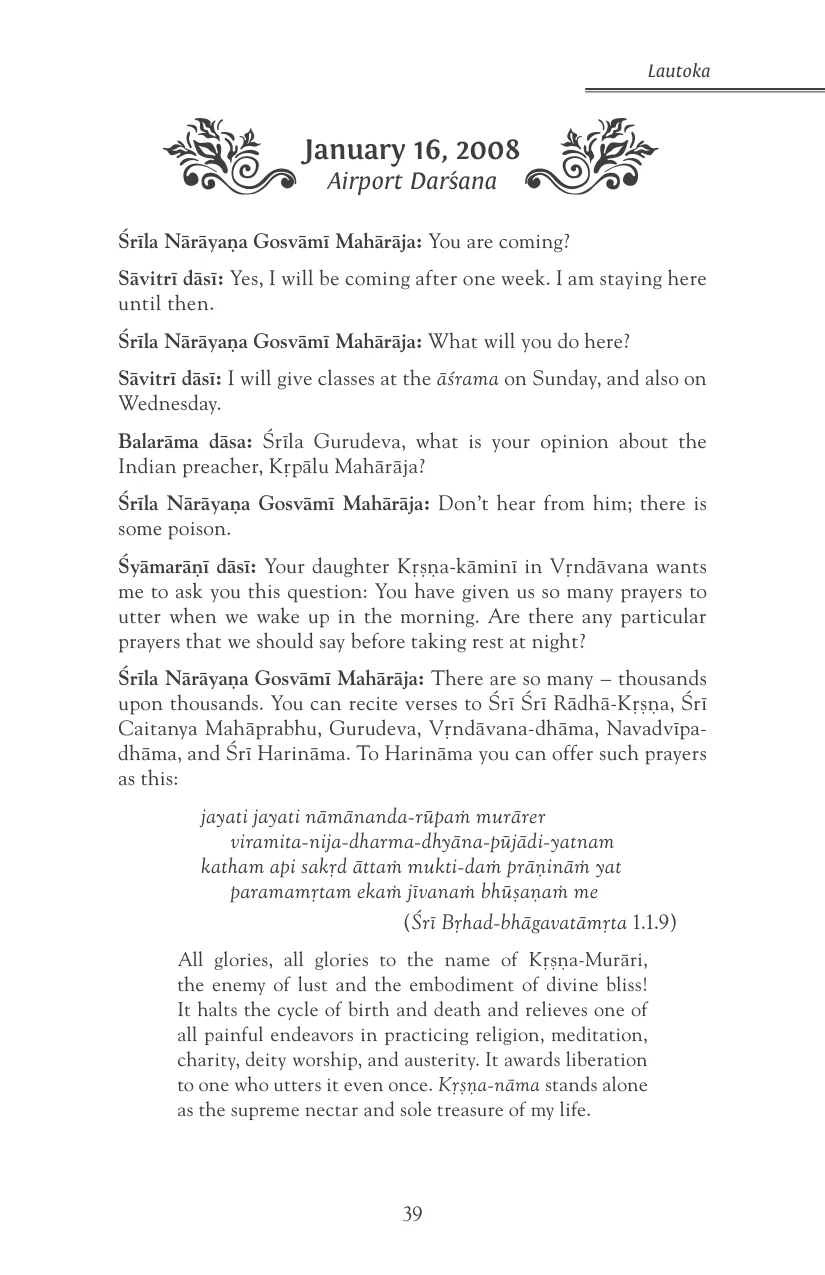 Lautoka
January 16, 2008
Airport Darśana
Śrīla Nārāyaṇa Gosvāmī Mahārāja: You are coming?
Sāvitrī dāsī: Yes, I will be coming after one week. I am staying here
until then.
Śrīla Nārāyaṇa Gosvāmī Mahārāja: What will you do here?
Sāvitrī dāsī: I will give classes at the āśrama on Sunday, and also on
Wednesday.
Balarāma dāsa: Śrīla Gurudeva, what is your opinion about the
Indian preacher, Kṛpālu Mahārāja?
Śrīla Nārāyaṇa Gosvāmī Mahārāja: Don't hear from him; there is
some poison.
Śyāmarāṇī dāsī: Your daughter Kṛṣṇa-kāminī in Vṛndāvana wants
me to ask you this question: You have given us so many prayers to
utter when we wake up in the morning. Are there any particular
prayers that we should say before taking rest at night?
Śrīla Nārāyaṇa Gosvāmī Mahārāja: There are so many – thousands
upon thousands. You can recite verses to Śrī Śrī Rādhā-Kṛṣṇa, Śrī
Caitanya Mahāprabhu, Gurudeva, Vṛndāvana-dhāma, Navadvīpa-
dhāma, and Śrī Harināma. To Harināma you can offer such prayers
as this:
jayati jayati nāmānanda-rūpaṁ murārer
viramita-nija-dharma-dhyāna-pūjādi-yatnam
katham api sakṛd āttaṁ mukti-daṁ prāṇināṁ yat
paramamṛtam ekaṁ jīvanaṁ bhūṣaṇaṁ me
(Śrī Bṛhad-bhāgavatāmṛta 1.1.9)
All glories, all glories to the name of Kṛṣṇa-Murāri,
the enemy of lust and the embodiment of divine bliss!
It halts the cycle of birth and death and relieves one of
all painful endeavors in practicing religion, meditation,
charity, deity worship, and austerity. It awards liberation
to one who utters it even once. Kṛṣṇa-nāma stands alone
as the supreme nectar and sole treasure of my life.
39